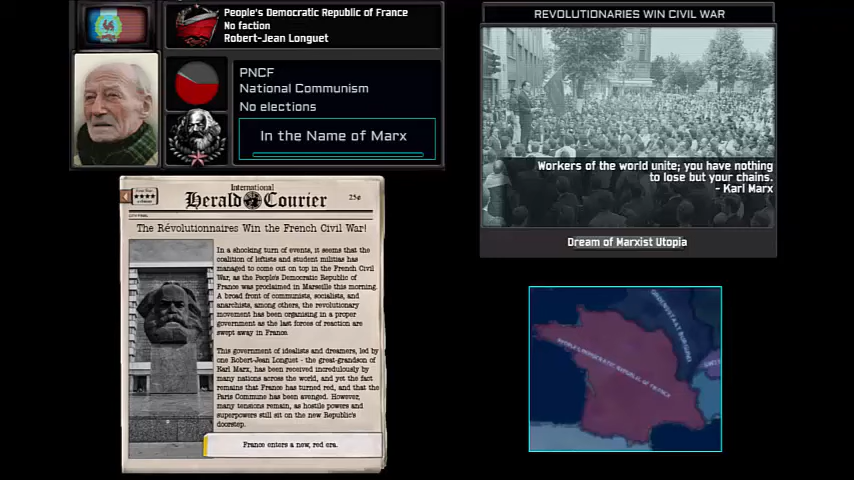 People's Democratic Republic of France
No faction
Robert-Jean Longuet
PNCF
National Communism
No elections
In the Name of Marx
REVOLUTIONARIES WIN CIVIL WAR
Workers of the world unite; you have nothing
to lose but your chains.
- Karl Marx
Dream of Marxist Utopia
International
Herald Courier
25¢
The Révolutionnaires Win the French Civil War!
In a shocking turn of events, it seems that the
coalition of leftists and student militias has
managed to come out on top in the French Civil
War, as the People's Democratic Republic of
France was proclaimed in Marseille this morning.
A broad front of communists, socialists, and
anarchists, among others, the revolutionary
movement has been organising in a proper
government as the last forces of reaction are
swept away in France.
This government of idealists and dreamers, led by
one Robert-Jean Longuet - the great-grandson of
Karl Marx, has been received incredulously by
many nations across the world, and yet the fact
remains that France has turned red, and that the
Paris Commune has been avenged. However,
many tensions remain, as hostile powers and
superpowers still sit on the new Republic's
doorstep.
France enters a new, red era.
PEOPLE'S DEMOCRATIC REPUBLIC OF FRANCE
ORDENSSTAAT BURGUND